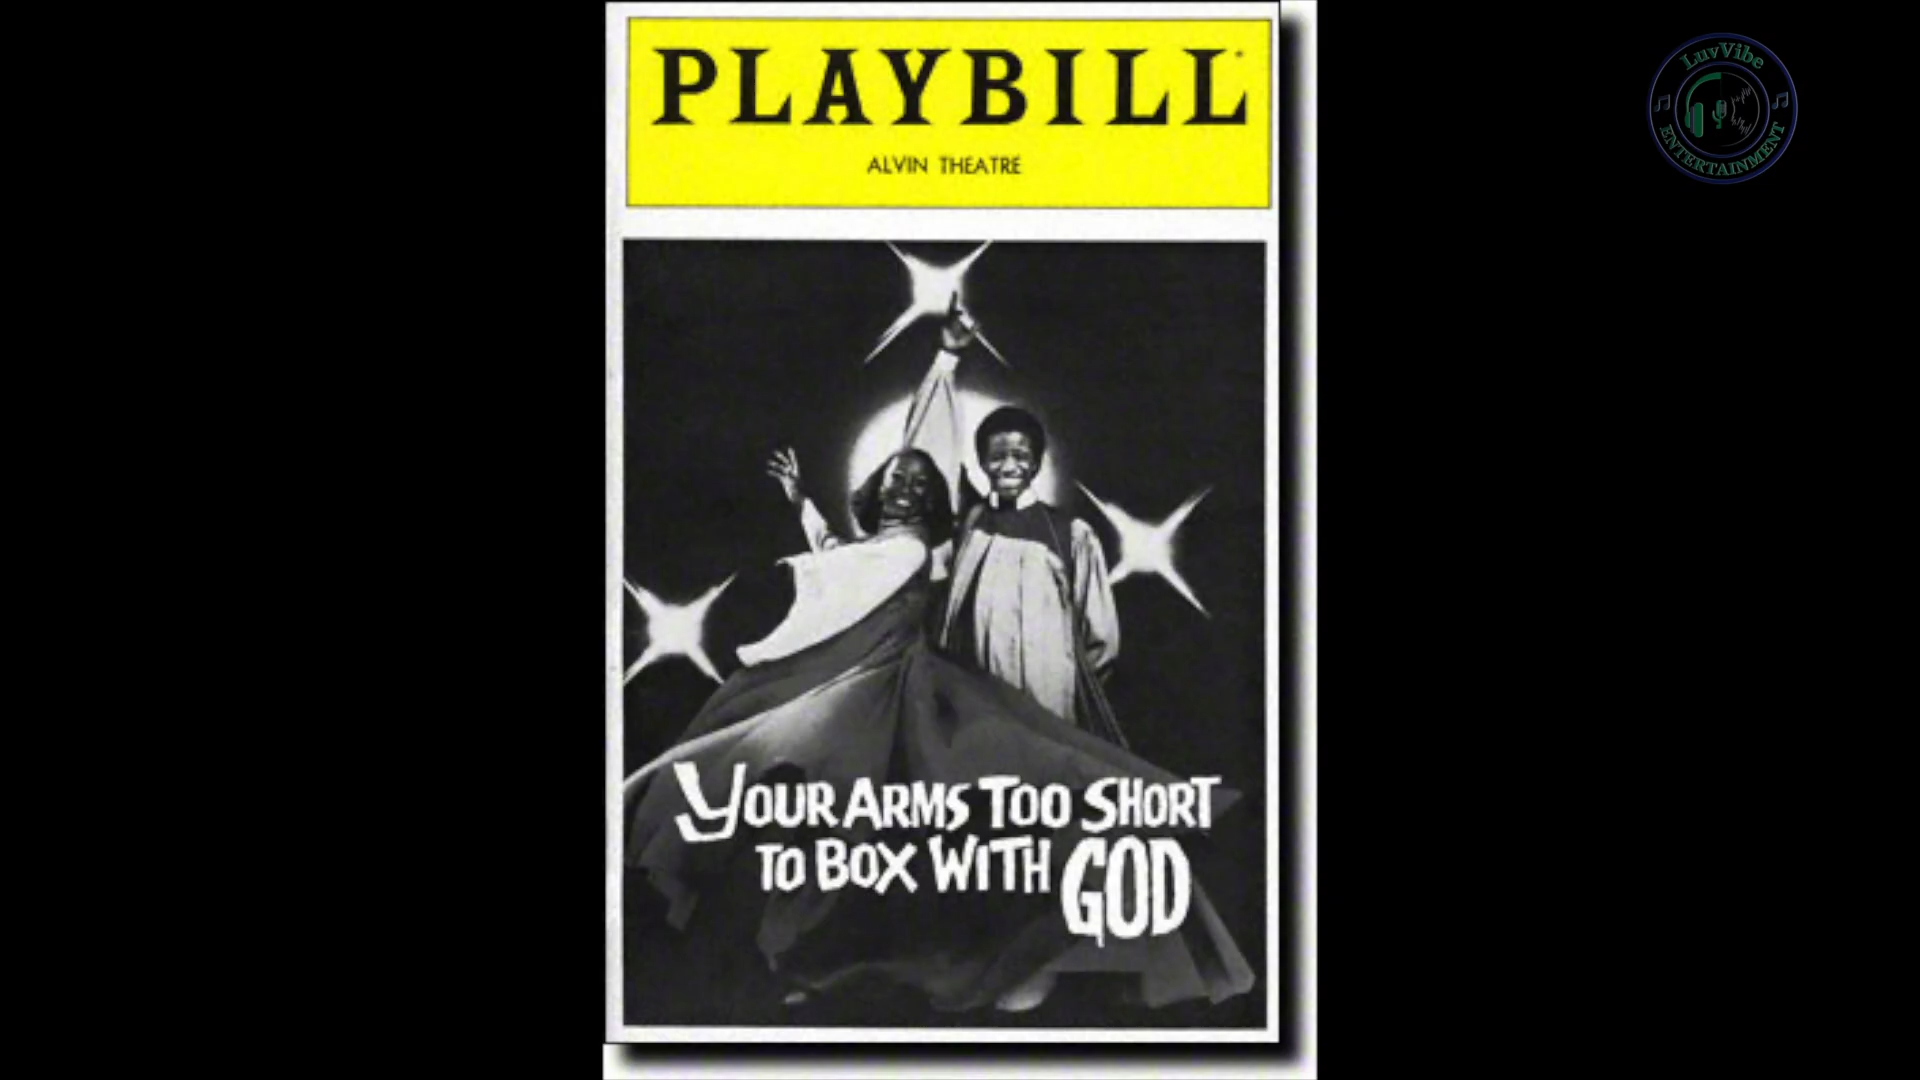 PLAYBILL
ALVIN THEATRE
YOUR ARMS TOO SHORT
TO BOX WITH GOD
LuvVibe
ENTERTAINMENT